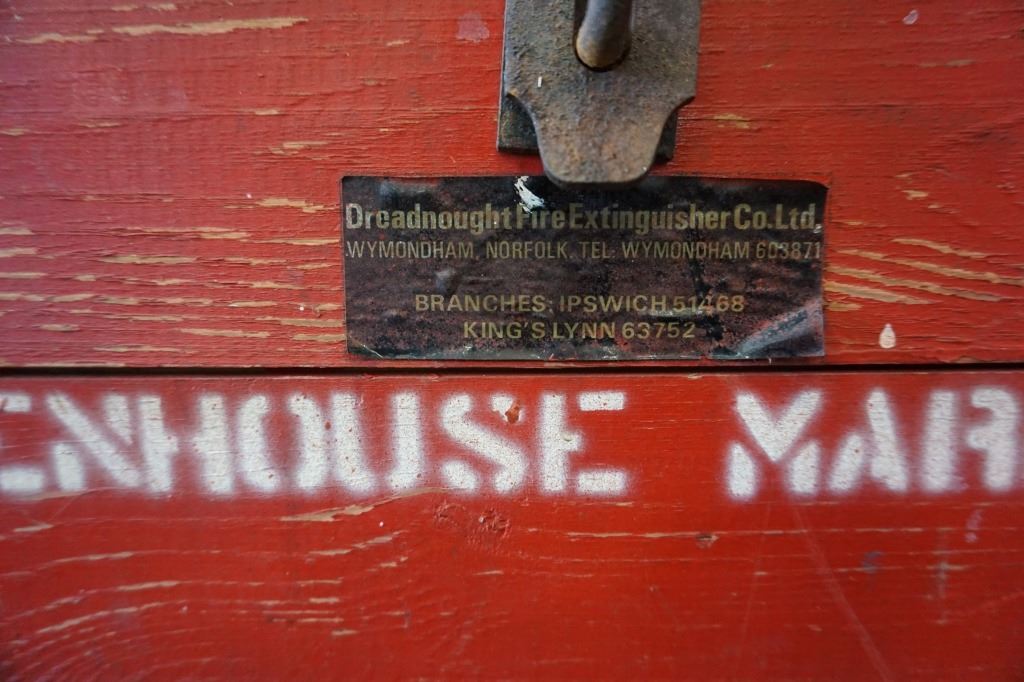 Dreadnought Fire Extinguisher Co. Ltd.
WYMONDHAM, NORFOLK. TEL: WYMONDHAM 603871
BRANCHES: IPSWICH 51468
KING'S LYNN 63752
ENHOUSE MAR